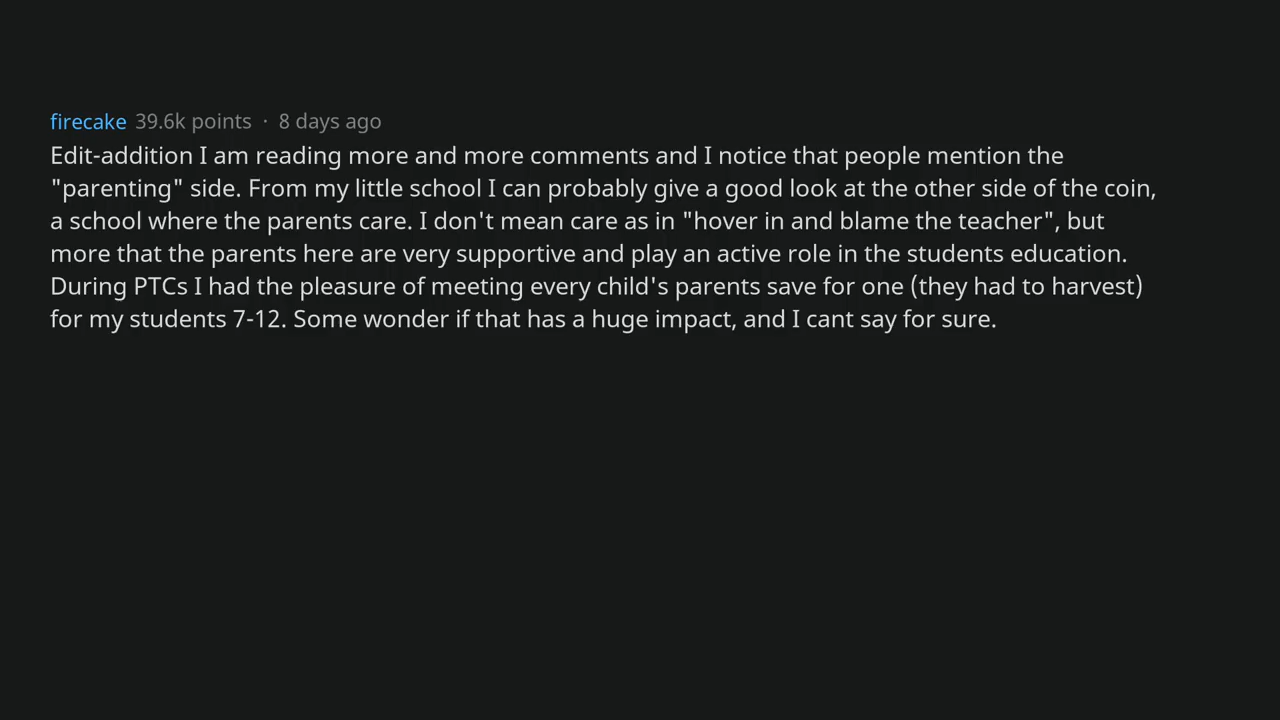 firecake 39.6k points · 8 days ago
Edit-addition I am reading more and more comments and I notice that people mention the
"parenting" side. From my little school I can probably give a good look at the other side of the coin,
a school where the parents care. I don't mean care as in "hover in and blame the teacher", but
more that the parents here are very supportive and play an active role in the students education.
During PTCs I had the pleasure of meeting every child's parents save for one (they had to harvest)
for my students 7-12. Some wonder if that has a huge impact, and I cant say for sure.